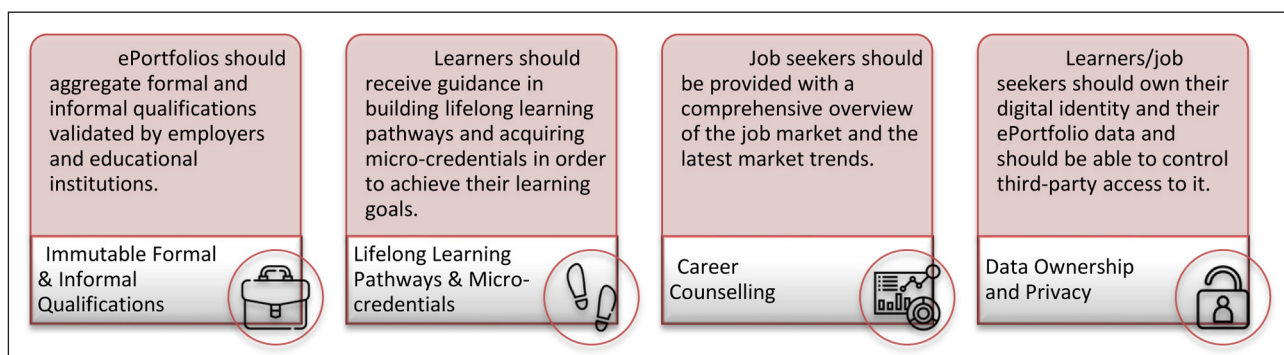 ePortfolios should
aggregate formal and
informal qualifications
validated by employers
and educational
institutions.
Immutable Formal
& Informal
Qualifications
Learners should
receive guidance in
building lifelong learning
pathways and acquiring
micro-credentials in order
to achieve their learning
goals.
Lifelong Learning
Pathways & Micro-
credentials
Job seekers should
be provided with a
comprehensive overview
of the job market and the
latest market trends.
Career
Counselling
Learners/job
seekers should own their
digital identity and their
ePortfolio data and
should be able to control
third-party access to it.
Data Ownership
and Privacy